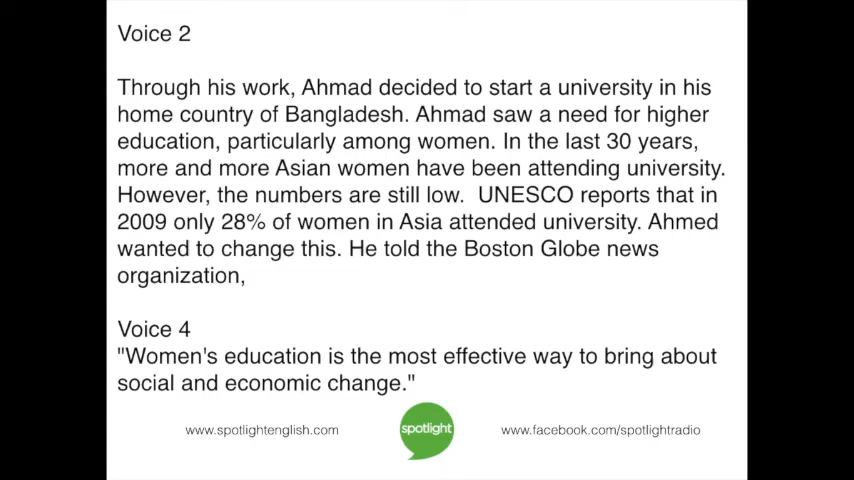 Voice 2
Through his work, Ahmad decided to start a university in his
home country of Bangladesh. Ahmad saw a need for higher
education, particularly among women. In the last 30 years,
more and more Asian women have been attending university.
However, the numbers are still low.  UNESCO reports that in
2009 only 28% of women in Asia attended university. Ahmed
wanted to change this. He told the Boston Globe news
organization,
Voice 4
"Women's education is the most effective way to bring about
social and economic change."
www.spotlightenglish.com
spotlight
www.facebook.com/spotlightradio